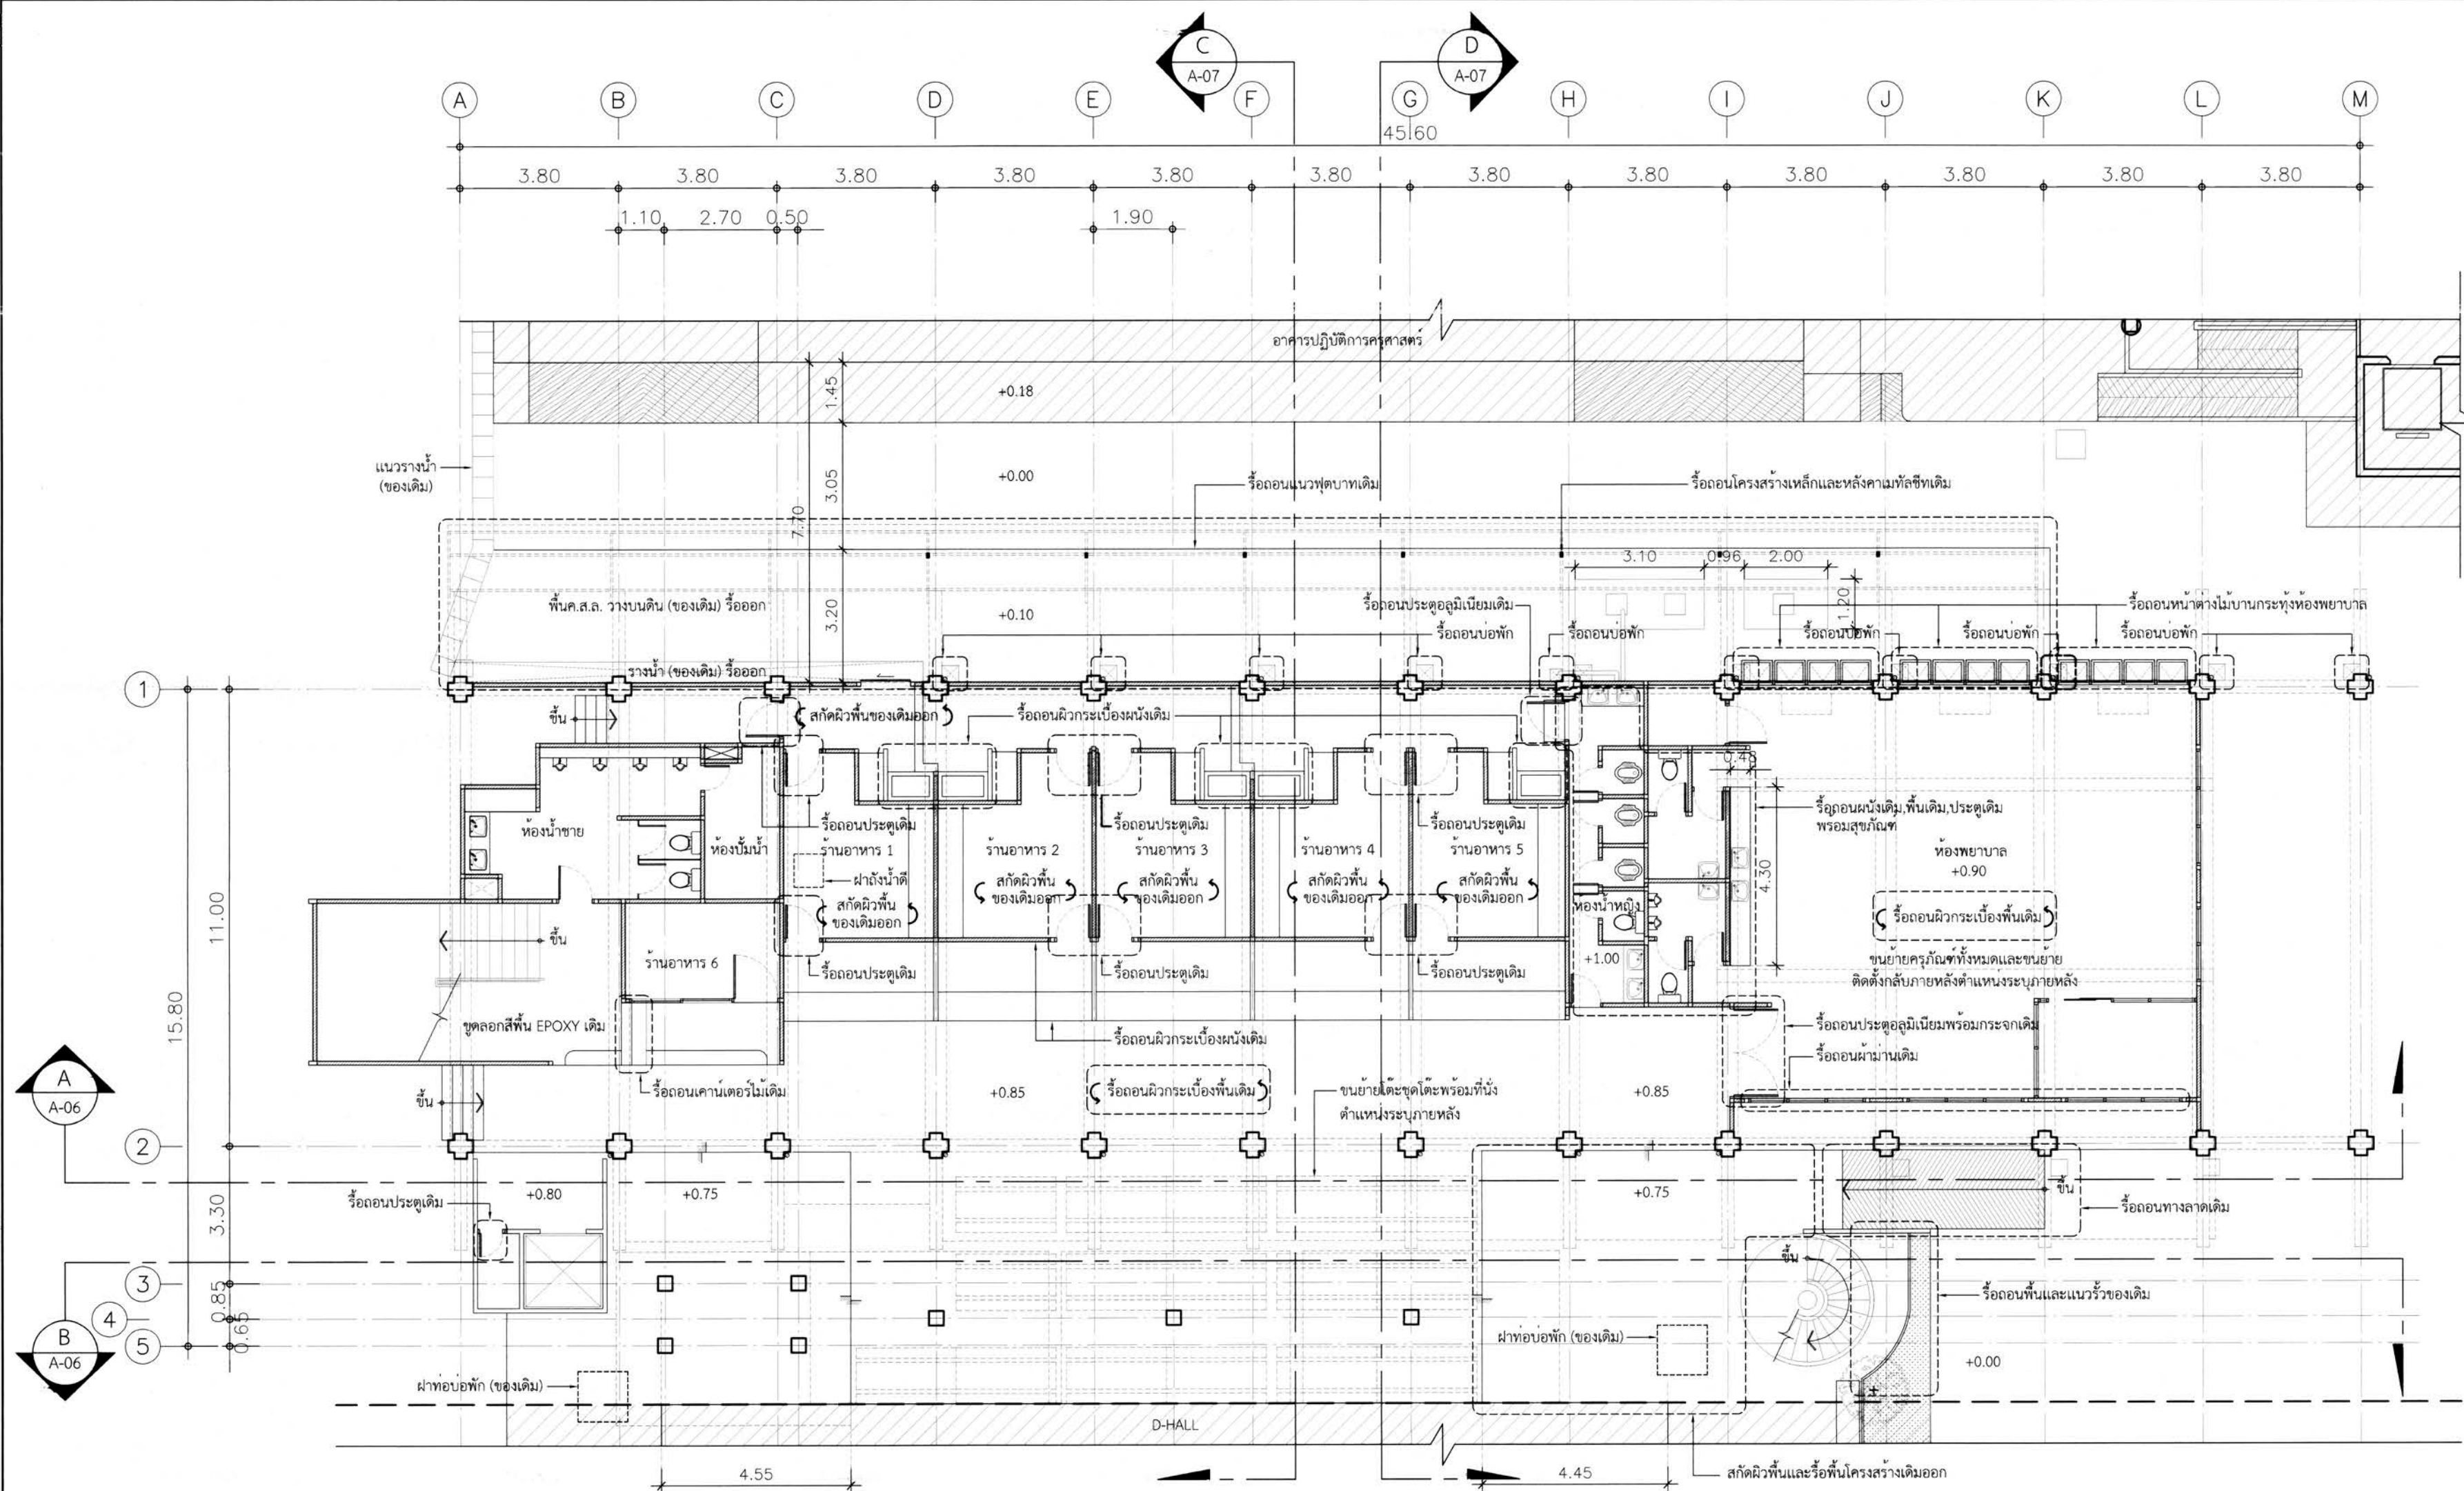 C
A-07
D
A-07
A
B
C
D
E
F
G
H
I
J
K
L
M
45.60
3.80
3.80
3.80
3.80
3.80
3.80
3.80
3.80
3.80
3.80
3.80
3.80
1.10
2.70
0.50
1.90
อาคารปฏิบัติการครุศาสตร์
1.45
+0.18
แนวรางน้ำ
(ของเดิม)
3.05
+0.00
รื้อถอนแนวฟุตบาทเดิม
รื้อถอนโครงสร้างเหล็กและหลังคาเมทัลชีทเดิม
7.70
3.10
0.96
2.00
พื้นค.ส.ล. วางบนดิน (ของเดิม) รื้อออก
3.20
+0.10
รื้อถอนประตูอลูมิเนียมเดิม
1.20
รื้อถอนหน้าต่างไม้บานกระทุ้งห้องพยาบาล
รื้อถอนบ่อพัก
รื้อถอนบ่อพัก
รื้อถอนบ่อพัก
รื้อถอนบ่อพัก
รื้อถอนบ่อพัก
รางน้ำ (ของเดิม) รื้อออก
1
ขึ้น
สกัดผิวพื้นของเดิมออก
รื้อถอนผิวกระเบื้องผนังเดิม
0.48
ห้องน้ำชาย
ห้องปั๊มน้ำ
รื้อถอนประตูเดิม
รื้อถอนประตูเดิม
รื้อถอนประตูเดิม
รื้อถอนผนังเดิม,พื้นเดิม,ประตูเดิม
พร้อมสุขภัณฑ์
ร้านอาหาร 1
ร้านอาหาร 2
ร้านอาหาร 3
ร้านอาหาร 4
ร้านอาหาร 5
ห้องพยาบาล
+0.90
ฝาถังน้ำดี
สกัดผิวพื้น
ของเดิมออก
สกัดผิวพื้น
ของเดิมออก
สกัดผิวพื้น
ของเดิมออก
สกัดผิวพื้น
ของเดิมออก
สกัดผิวพื้น
ของเดิมออก
4.30
ห้องน้ำหญิง
รื้อถอนผิวกระเบื้องพื้นเดิม
11.00
ขึ้น
ร้านอาหาร 6
รื้อถอนประตูเดิม
รื้อถอนประตูเดิม
รื้อถอนประตูเดิม
+1.00
ขนย้ายครุภัณฑ์ทั้งหมดและขนย้าย
ติดตั้งกลับภายหลังตำแหน่งระบุภายหลัง
15.80
ขูดลอกสีพื้น EPOXY เดิม
รื้อถอนผิวกระเบื้องผนังเดิม
รื้อถอนประตูอลูมิเนียมพร้อมกระจกเดิม
รื้อถอนผ้าม่านเดิม
A
A-06
ขึ้น
รื้อถอนเคาน์เตอร์ไม้เดิม
+0.85
รื้อถอนผิวกระเบื้องพื้นเดิม
ขนย้ายโต๊ะชุดโต๊ะพร้อมที่นั่ง
ตำแหน่งระบุภายหลัง
+0.85
2
รื้อถอนประตูเดิม
+0.80
+0.75
+0.75
ขึ้น
รื้อถอนทางลาดเดิม
3.30
ขึ้น
3
0.85
4
0.65
5
B
A-06
รื้อถอนพื้นและแนวรั้วของเดิม
ฝาท่อบ่อพัก (ของเดิม)
+0.00
ฝาท่อบ่อพัก (ของเดิม)
D-HALL
4.55
4.45
สกัดผิวพื้นและรื้อพื้นโครงสร้างเดิมออก